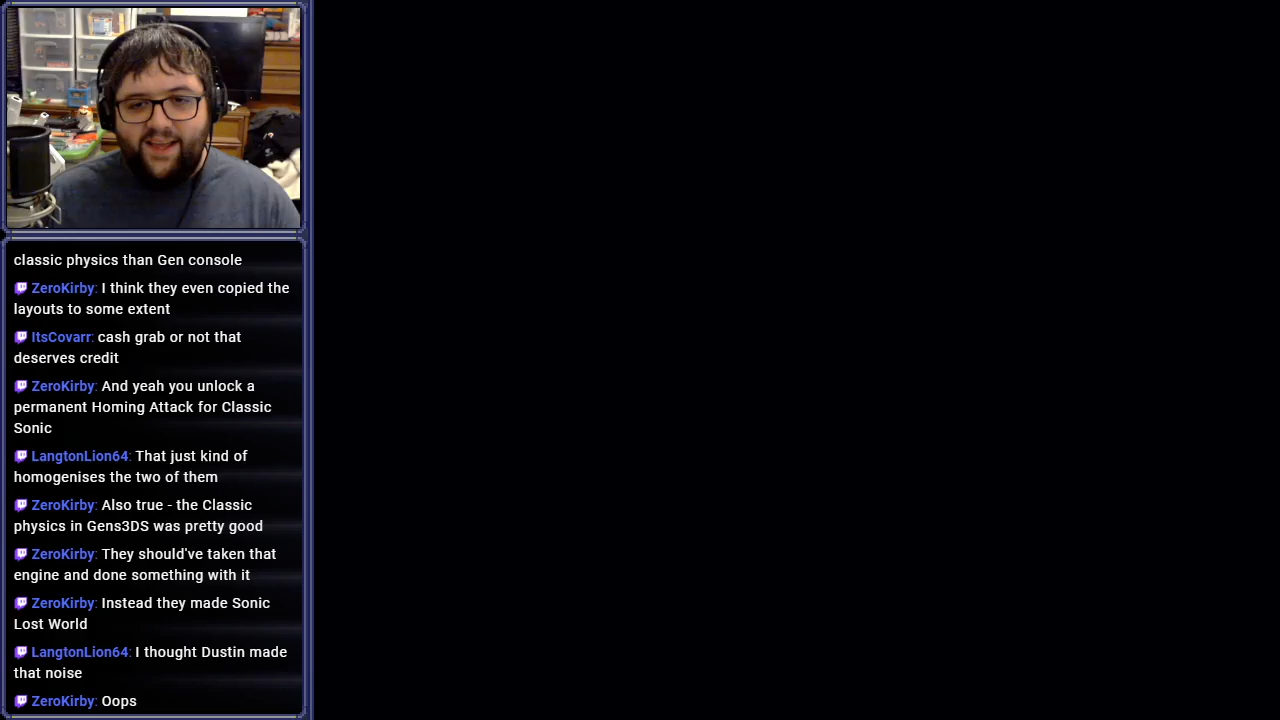 classic physics than Gen console
ZeroKirby: I think they even copied the
layouts to some extent
ItsCovarr: cash grab or not that
deserves credit
ZeroKirby: And yeah you unlock a
permanent Homing Attack for Classic
Sonic
LangtonLion64: That just kind of
homogenises the two of them
ZeroKirby: Also true - the Classic
physics in Gens3DS was pretty good
ZeroKirby: They should've taken that
engine and done something with it
ZeroKirby: Instead they made Sonic
Lost World
LangtonLion64: I thought Dustin made
that noise
ZeroKirby: Oops